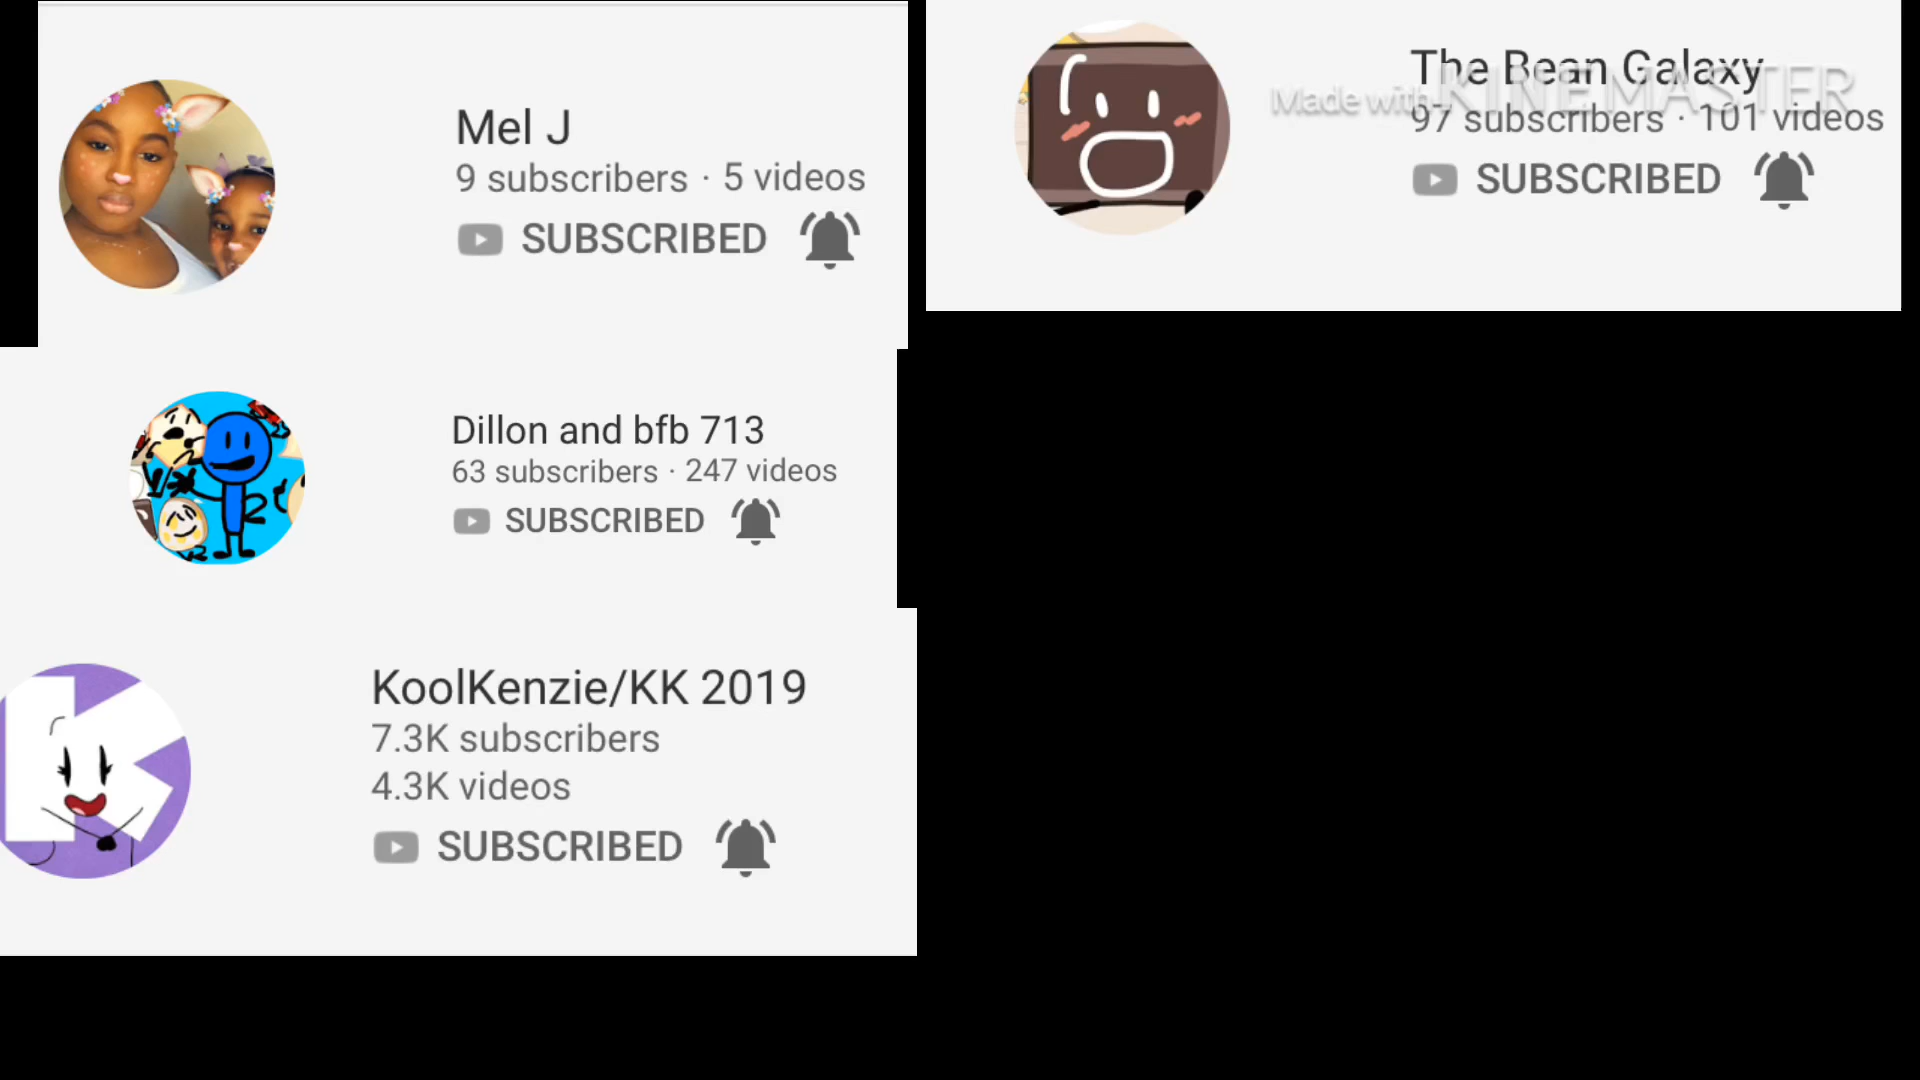 Mel J
9 subscribers · 5 videos
SUBSCRIBED
The Bean Galaxy
Made with KINEMASTER
97 subscribers · 101 videos
SUBSCRIBED
Dillon and bfb 713
63 subscribers · 247 videos
SUBSCRIBED
KoolKenzie/KK 2019
7.3K subscribers
4.3K videos
SUBSCRIBED